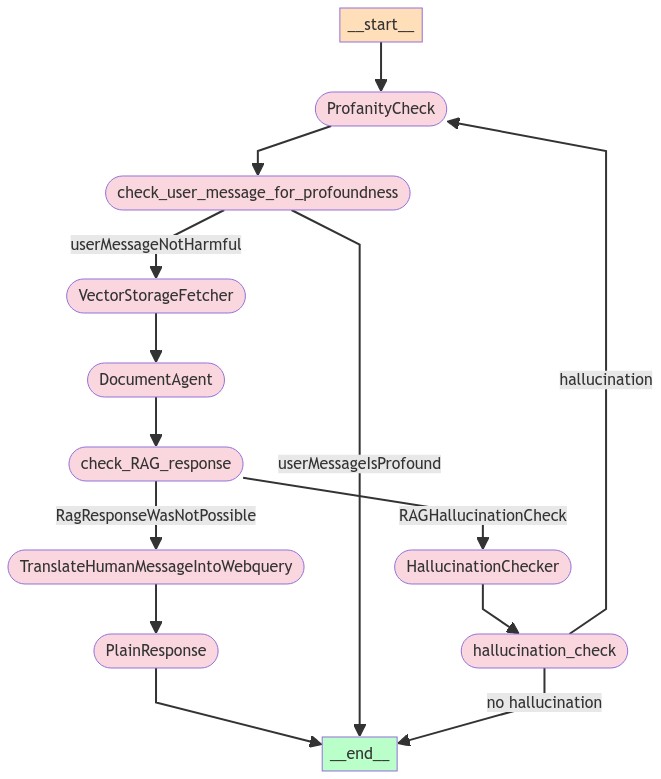 __start__
ProfanityCheck
check_user_message_for_profoundness
userMessageNotHarmful
VectorStorageFetcher
DocumentAgent
hallucination
check_RAG_response
userMessageIsProfound
RagResponseWasNotPossible
RAGHallucinationCheck
TranslateHumanMessageIntoWebquery
HallucinationChecker
PlainResponse
hallucination_check
no hallucination
__end__